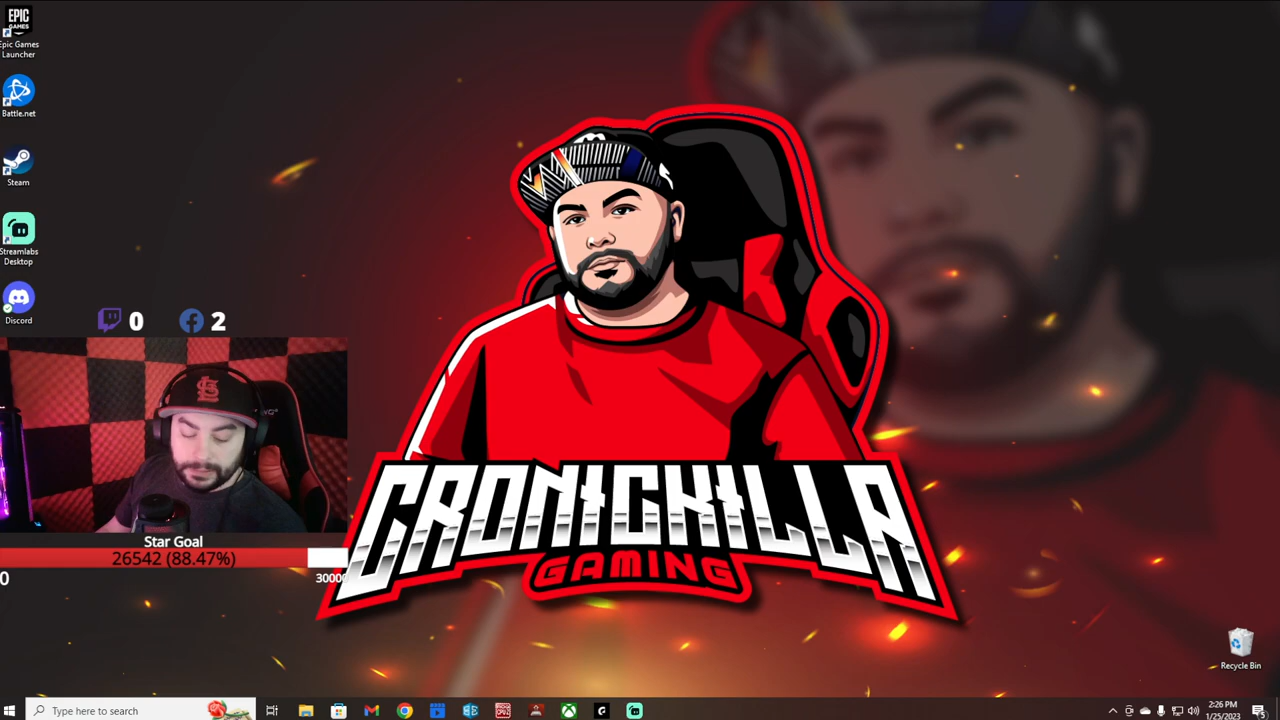 EPIC
GAMES
Epic Games
Launcher
Battle.net
Steam
Streamlabs
Desktop
Discord
0
2
Star Goal
26542 (88.47%)
0
30000
CRONICKILLA
GAMING
Recycle Bin
Type here to search
2:26 PM
1/25/2023